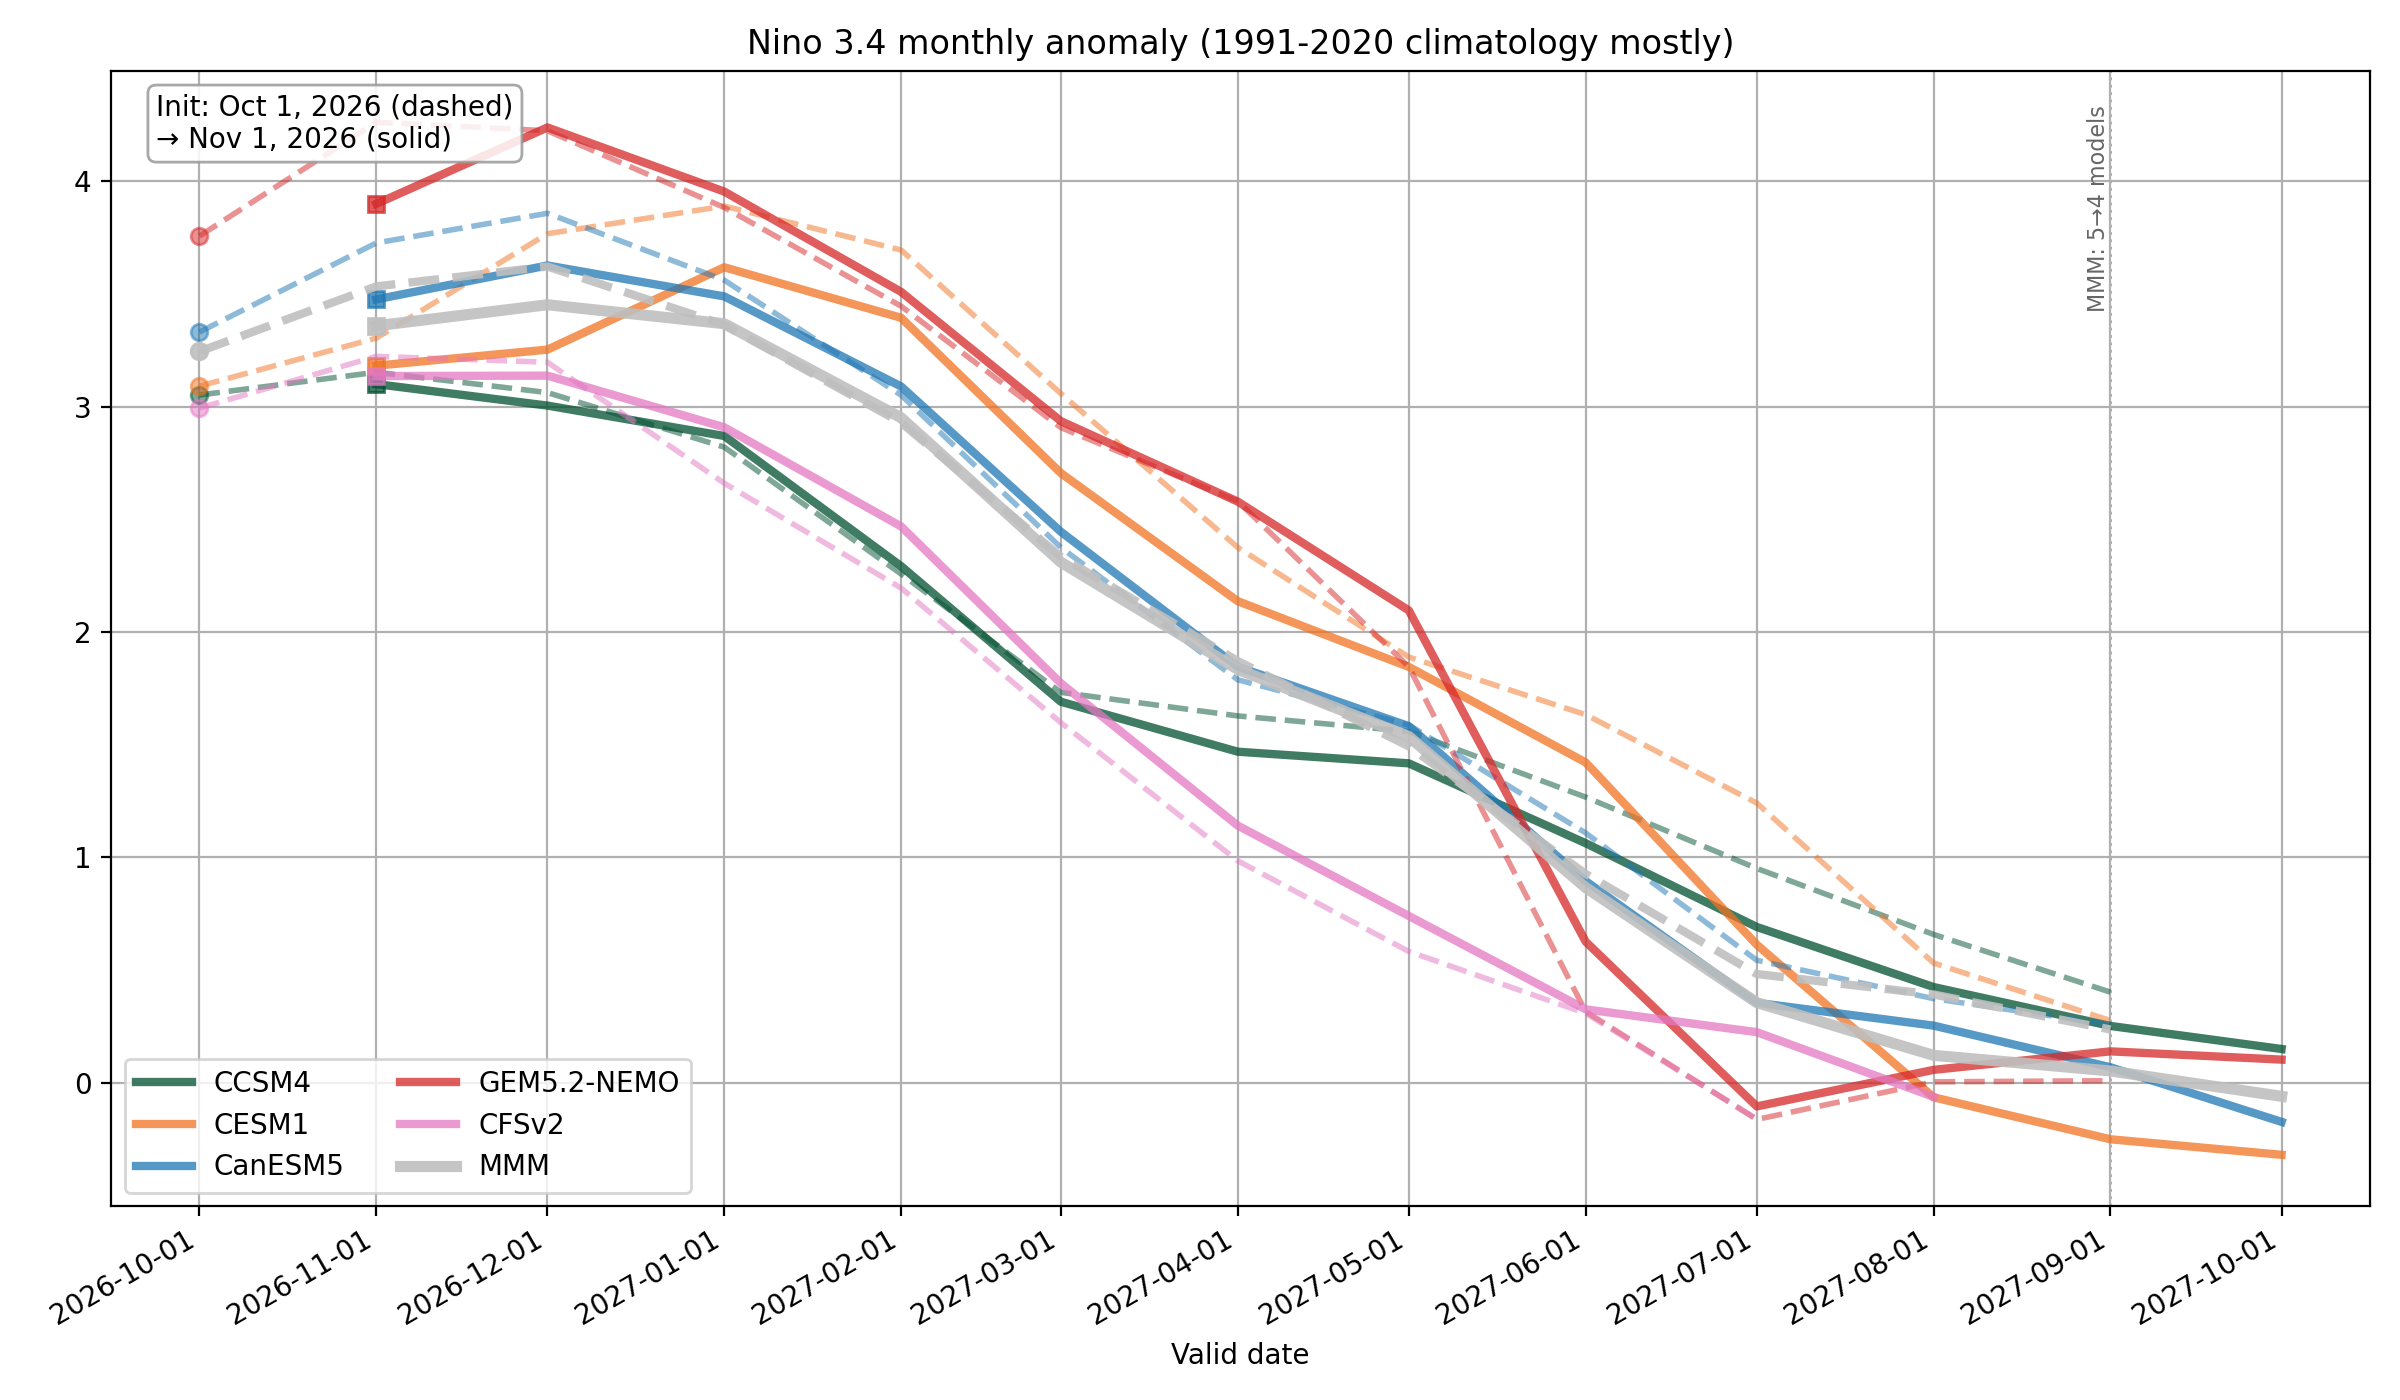 Nino 3.4 monthly anomaly (1991-2020 climatology mostly)
Init: Oct 1, 2026 (dashed)
→ Nov 1, 2026 (solid)
MMM: 5→4 models
4
3
2
1
0
CCSM4
CESM1
CanESM5
GEM5.2-NEMO
CFSv2
MMM
2026-10-01
2026-11-01
2026-12-01
2027-01-01
2027-02-01
2027-03-01
2027-04-01
2027-05-01
2027-06-01
2027-07-01
2027-08-01
2027-09-01
2027-10-01
Valid date